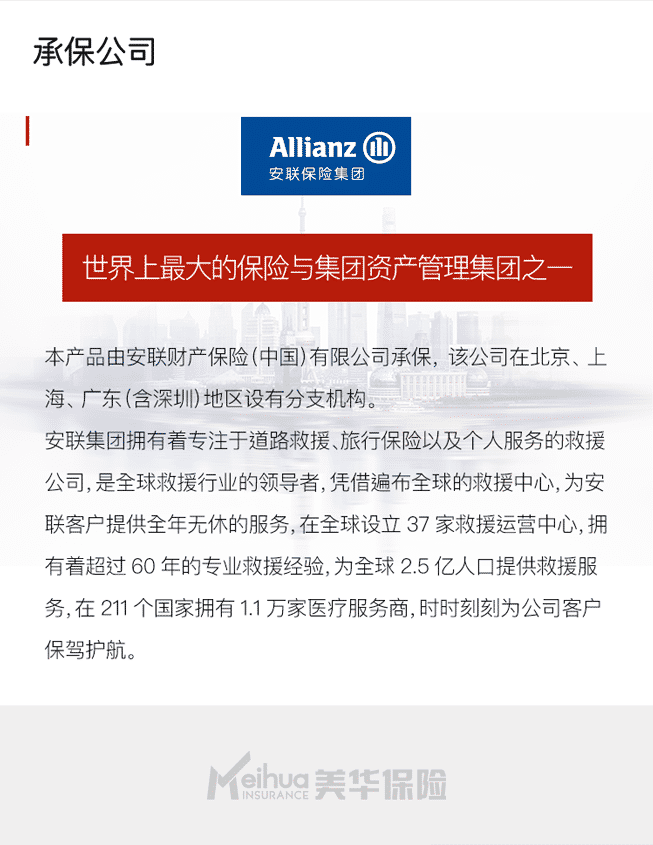 承保公司
Allianz
安联保险集团
世界上最大的保险与集团资产管理集团之一
本产品由安联财产保险(中国)有限公司承保, 该公司在北京、上
海、广东(含深圳)地区设有分支机构。
安联集团拥有着专注于道路救援、旅行保险以及个人服务的救援
公司,是全球救援行业的领导者,凭借遍布全球的救援中心,为安
联客户提供全年无休的服务,在全球设立 37 家救援运营中心,拥
有着超过 60 年的专业救援经验,为全球 2.5 亿人口提供救援服
务,在 211 个国家拥有 1.1 万家医疗服务商,时时刻刻为公司客户
保驾护航。
Meihua 美华保险
INSURANCE